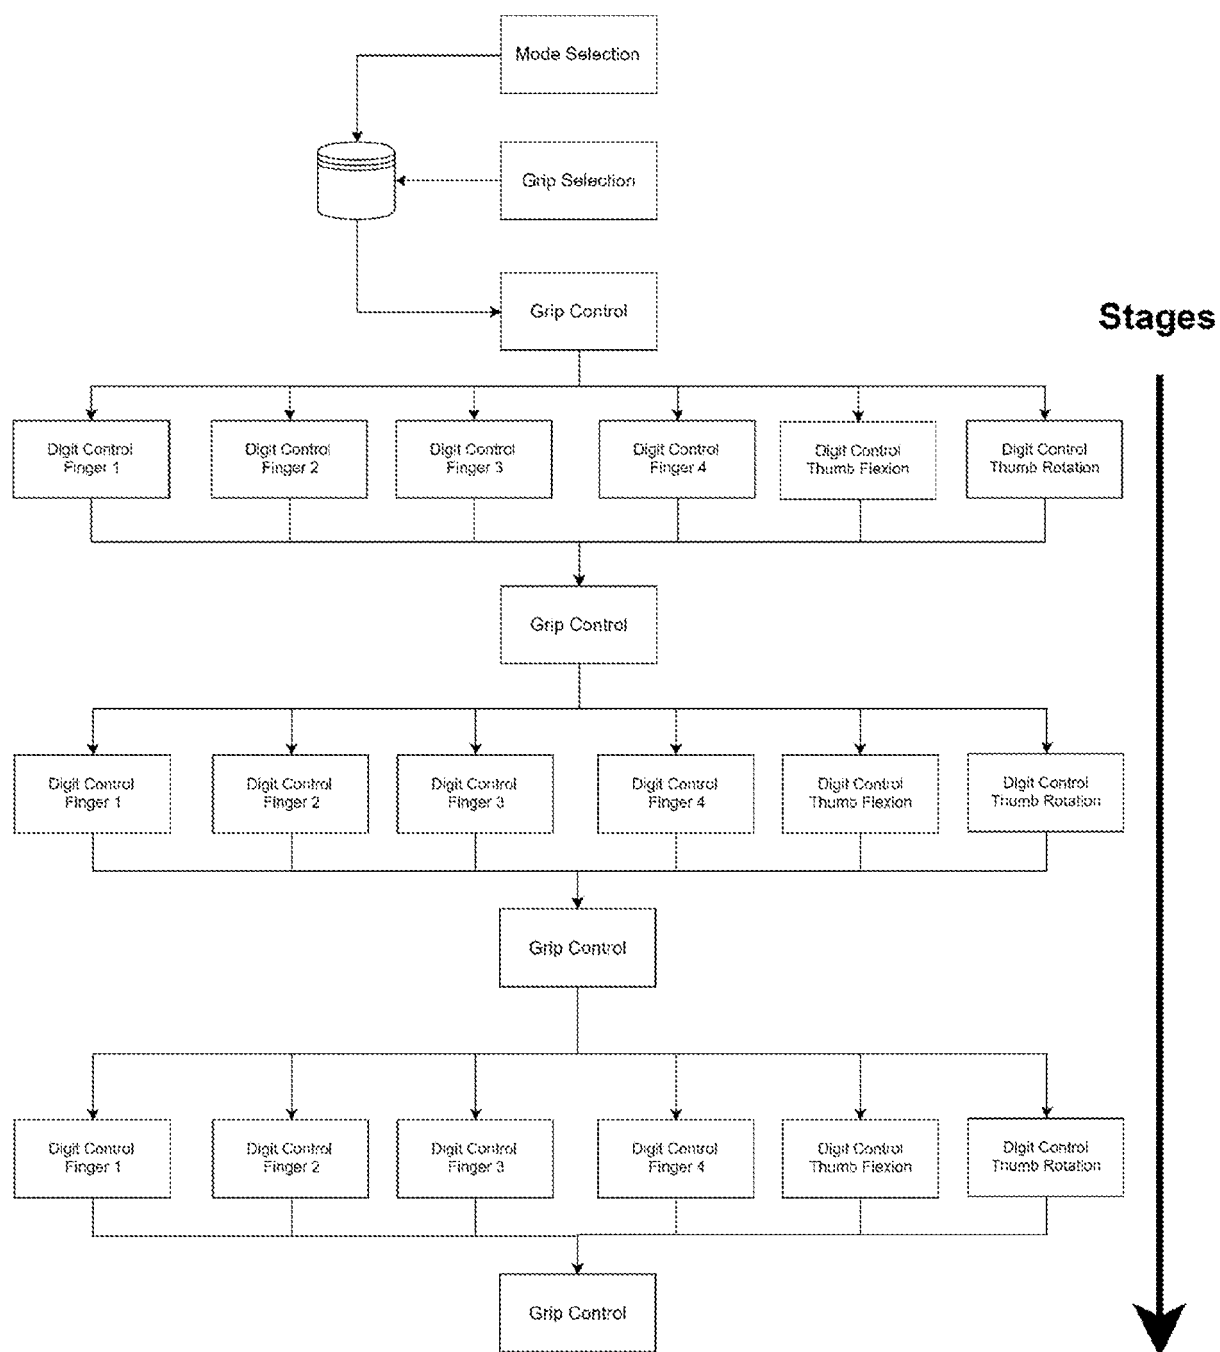 Mode Selection
Grip Selection
Grip Control
Stages
Digit Control
Finger 1
Digit Control
Finger 2
Digit Control
Finger 3
Digit Control
Finger 4
Digit Control
Thumb Flexion
Digit Control
Thumb Rotation
Grip Control
Digit Control
Finger 1
Digit Control
Finger 2
Digit Control
Finger 3
Digit Control
Finger 4
Digit Control
Thumb Flexion
Digit Control
Thumb Rotation
Grip Control
Digit Control
Finger 1
Digit Control
Finger 2
Digit Control
Finger 3
Digit Control
Finger 4
Digit Control
Thumb Flexion
Digit Control
Thumb Rotation
Grip Control